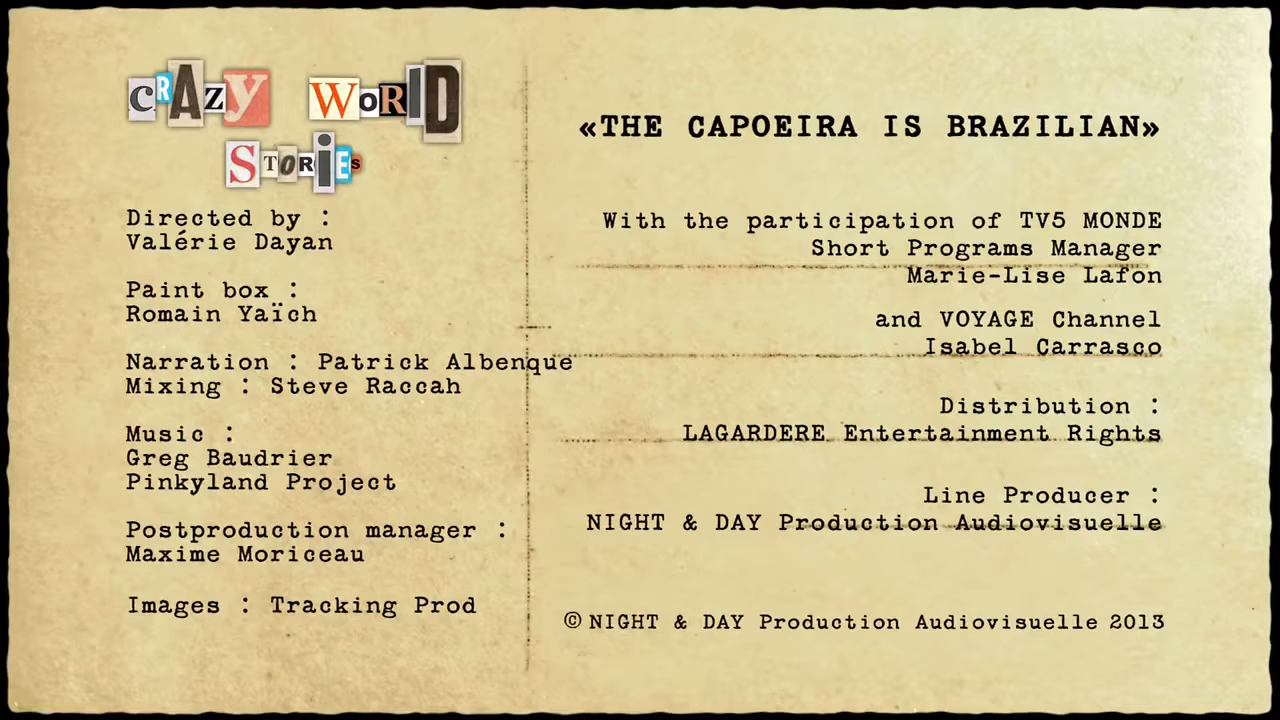 CRAZY WORlD
STORiEs
Directed by :
Valérie Dayan
Paint box :
Romain Yaïch
Narration : Patrick Albenque
Mixing : Steve Raccah
Music :
Greg Baudrier
Pinkyland Project
Postproduction manager :
Maxime Moriceau
Images : Tracking Prod
«THE CAPOEIRA IS BRAZILIAN»
With the participation of TV5 MONDE
Short Programs Manager
Marie-Lise Lafon
and VOYAGE Channel
Isabel Carrasco
Distribution :
LAGARDERE Entertainment Rights
Line Producer :
NIGHT & DAY Production Audiovisuelle
© NIGHT & DAY Production Audiovisuelle 2013